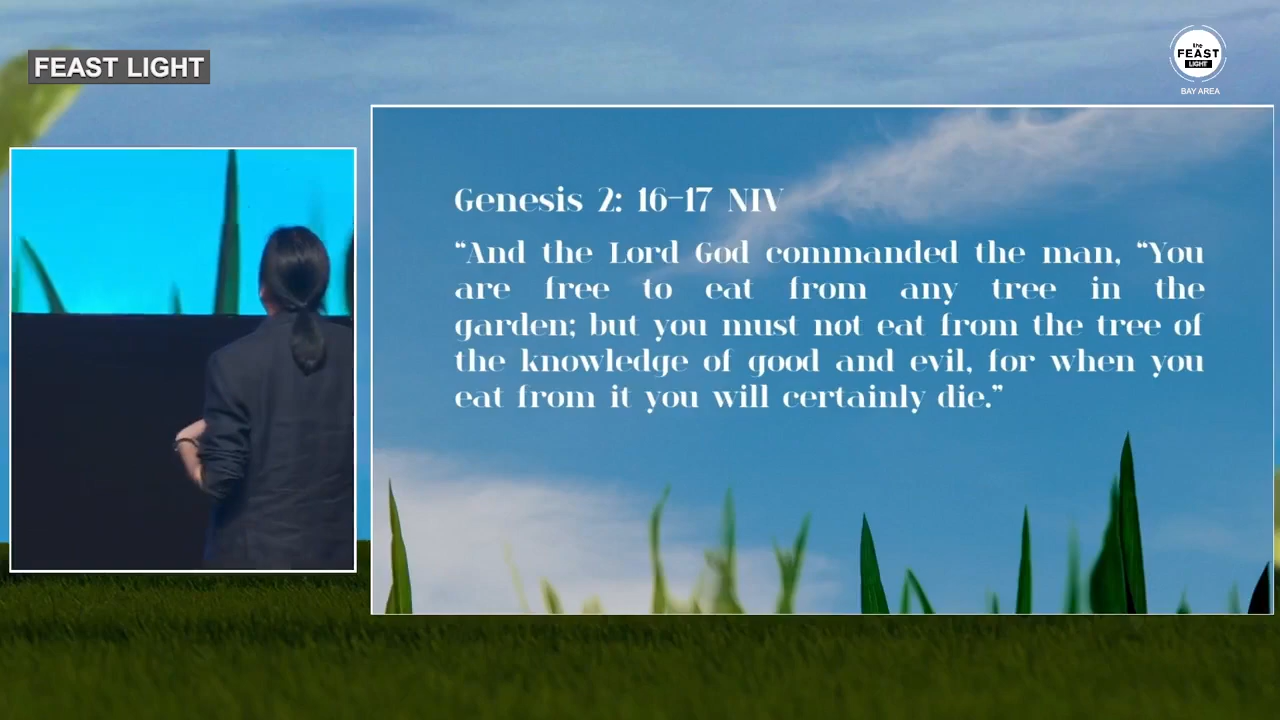 FEAST LIGHT
the
FEAST
LIGHT
BAY AREA
Genesis 2: 16-17 NIV
“And the Lord God commanded the man, “You
are free to eat from any tree in the
garden; but you must not eat from the tree of
the knowledge of good and evil, for when you
eat from it you will certainly die.”